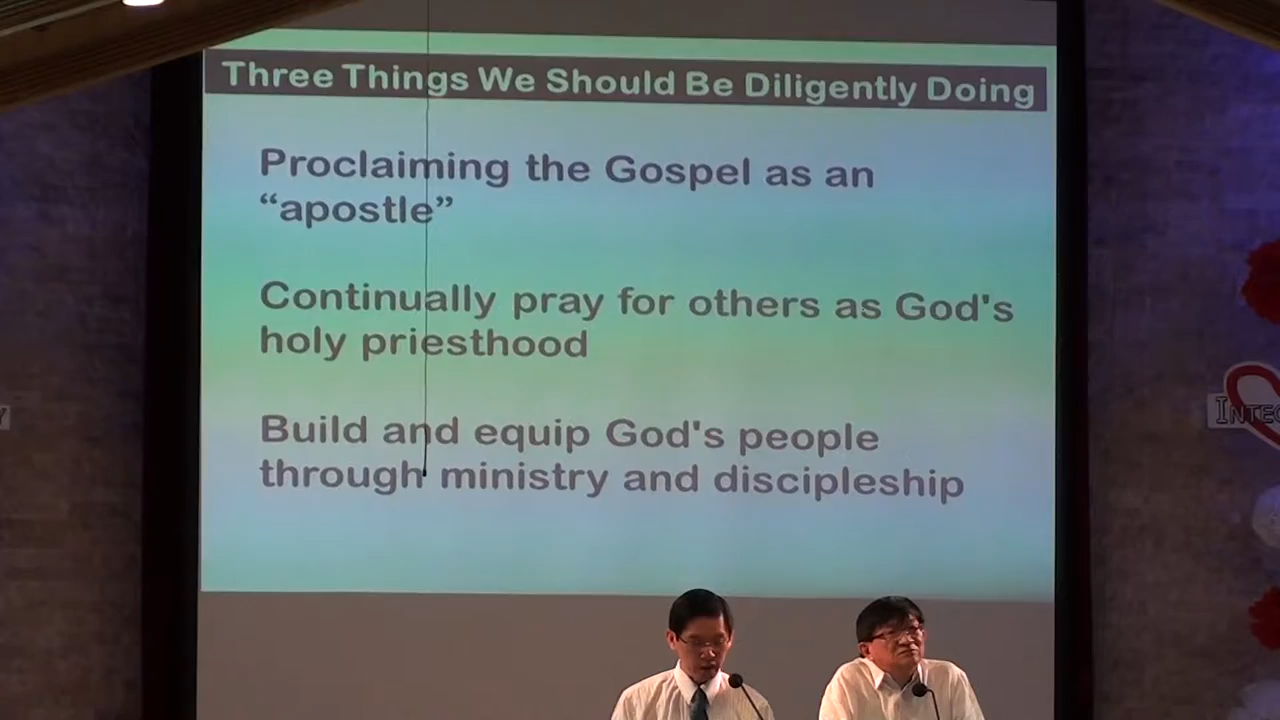 Three Things We Should Be Diligently Doing
Proclaiming the Gospel as an
“apostle”
Continually pray for others as God's
holy priesthood
Build and equip God's people
through ministry and discipleship